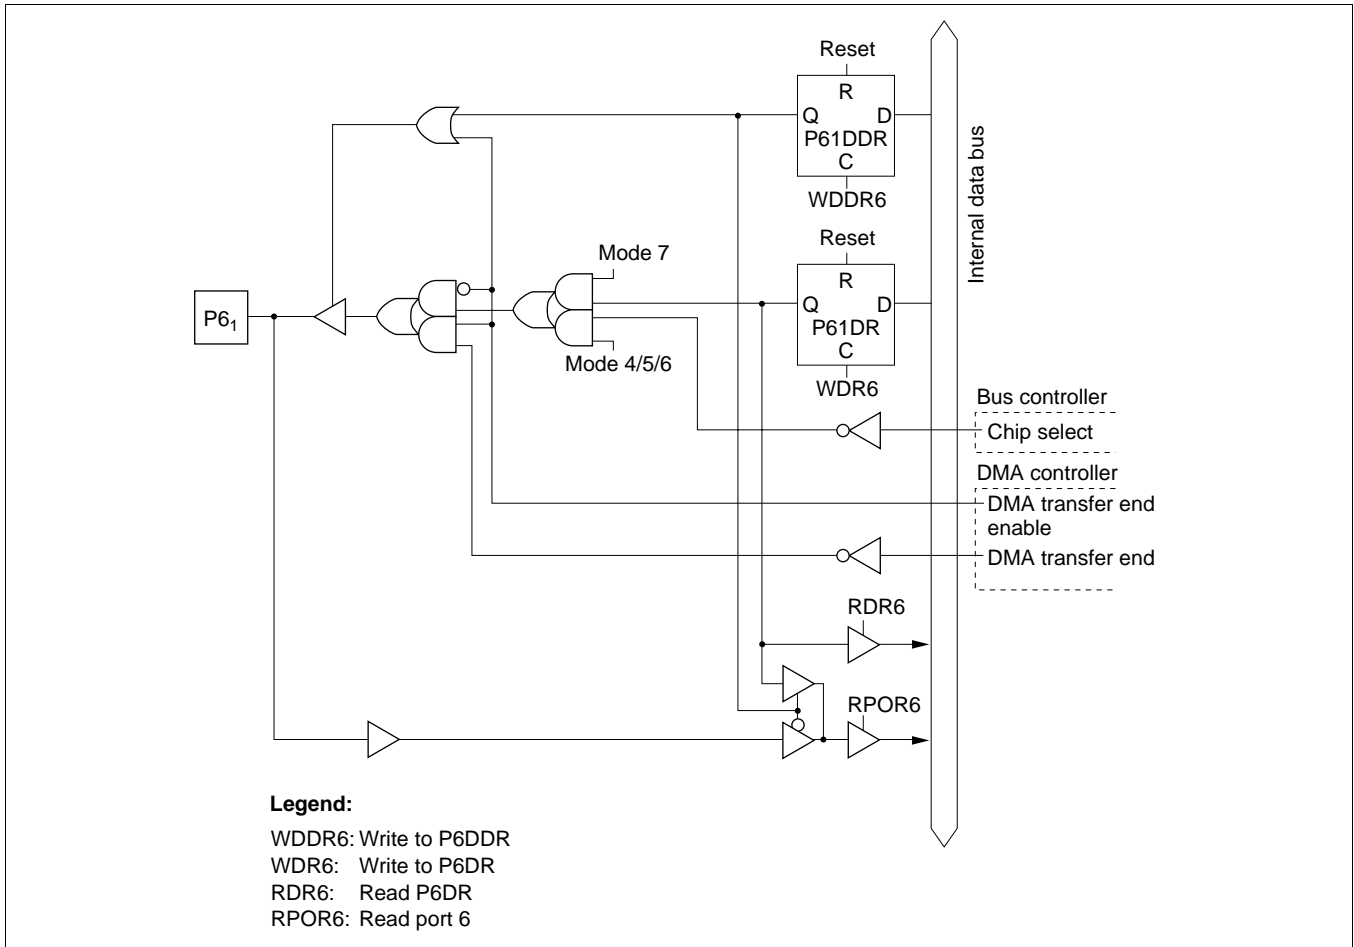 Reset
R
Q D
P61DDR
C
WDDR6
Internal data bus
Reset
Mode 7
R
Q D
P6₁
P61DR
C
Mode 4/5/6
WDR6
Bus controller
Chip select
DMA controller
DMA transfer end
enable
DMA transfer end
RDR6
RPOR6
Legend:
WDDR6: Write to P6DDR
WDR6: Write to P6DR
RDR6: Read P6DR
RPOR6: Read port 6